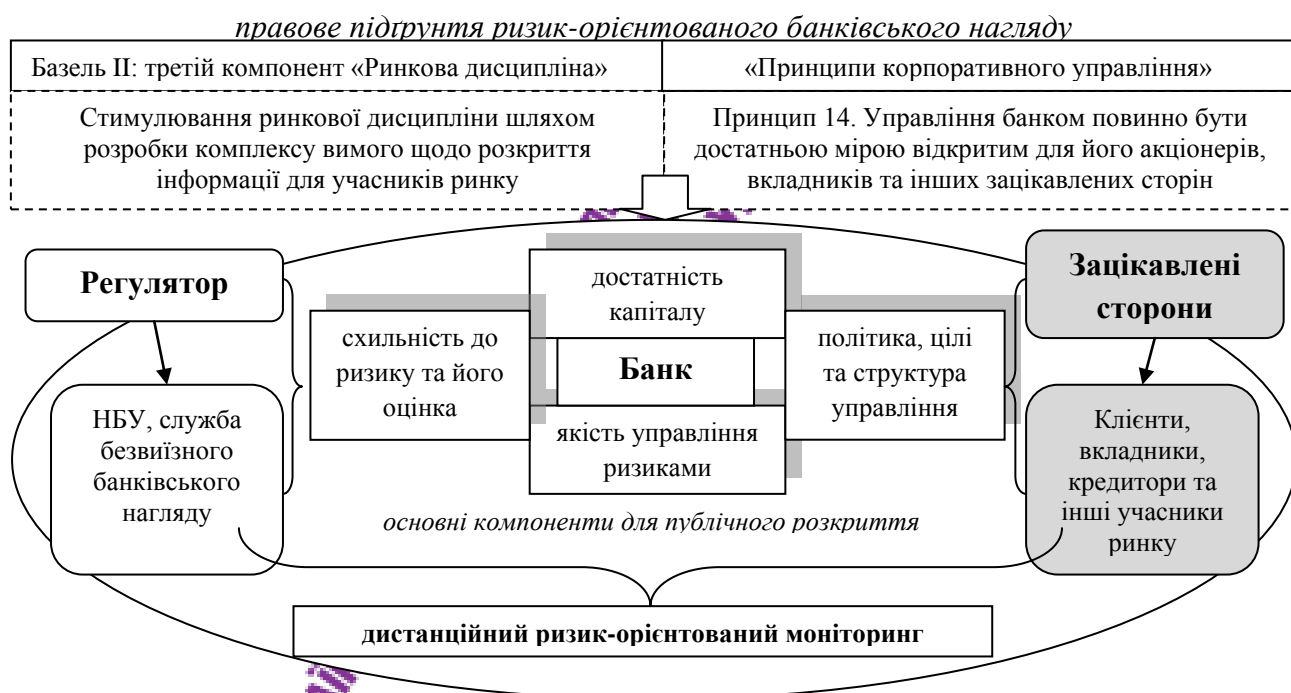 правове підґрунтя ризик-орієнтованого банківського нагляду
Базель ІІ: третій компонент «Ринкова дисципліна»
«Принципи корпоративного управління»
Стимулювання ринкової дисципліни шляхом
розробки комплексу вимого щодо розкриття
інформації для учасників ринку
Принцип 14. Управління банком повинно бути
достатньою мірою відкритим для його акціонерів,
вкладників та інших зацікавлених сторін
Регулятор
НБУ, служба
безвиїзного
банківського
нагляду
схильність до
ризику та його
оцінка
достатність
капіталу
Банк
якість управління
ризиками
політика, цілі
та структура
управління
Зацікавлені
сторони
Клієнти,
вкладники,
кредитори та
інші учасники
ринку
основні компоненти для публічного розкриття
дистанційний ризик-орієнтований моніторинг